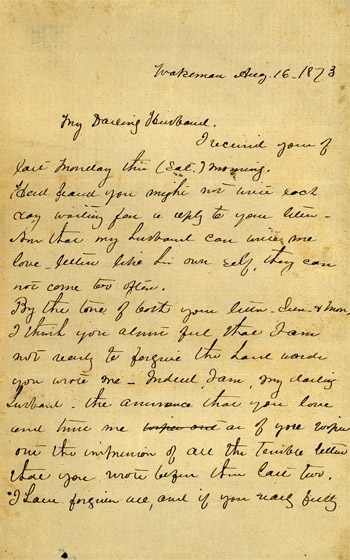 Wakeman Aug. 16 - 1873
My Darling Husband.
I received your of
last Monday this (Sat.) morning.
Had feared you might not write each
day waiting for a reply to your letter -
Now that my husband can write me
love letters like his own self, they can
not come too often.
By the tone of both your letters Sun. & Mon,
I think you almost feel that I am
not ready to forgive the hard words
you wrote me - Indeed I am, my darling
husband. the assurance that you love
and trust me as if you wiped
out the impression of all the terrible letters
that you wrote before these last two.
I have forgiven all, and if you really fully